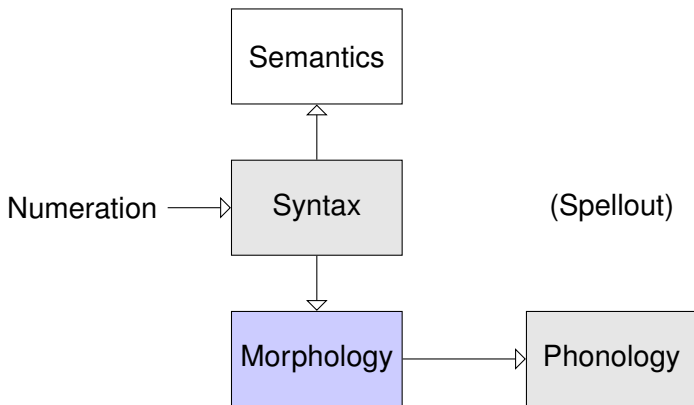 Semantics
Numeration
Syntax
(Spellout)
Morphology
Phonology